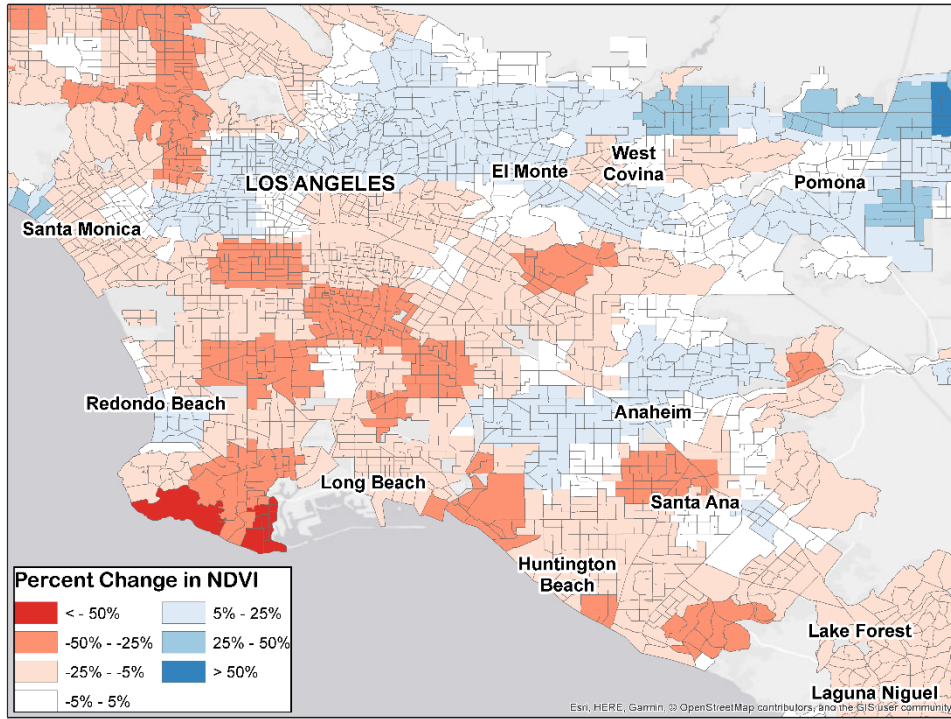 LOS ANGELES
El Monte
West
Covina
Pomona
Santa Monica
Redondo Beach
Anaheim
Long Beach
Santa Ana
Huntington
Beach
Lake Forest
Laguna Niguel
Percent Change in NDVI
< - 50%
-50% - -25%
-25% - -5%
-5% - 5%
5% - 25%
25% - 50%
> 50%
Esri, HERE, Garmin, © OpenStreetMap contributors, and the GIS user community